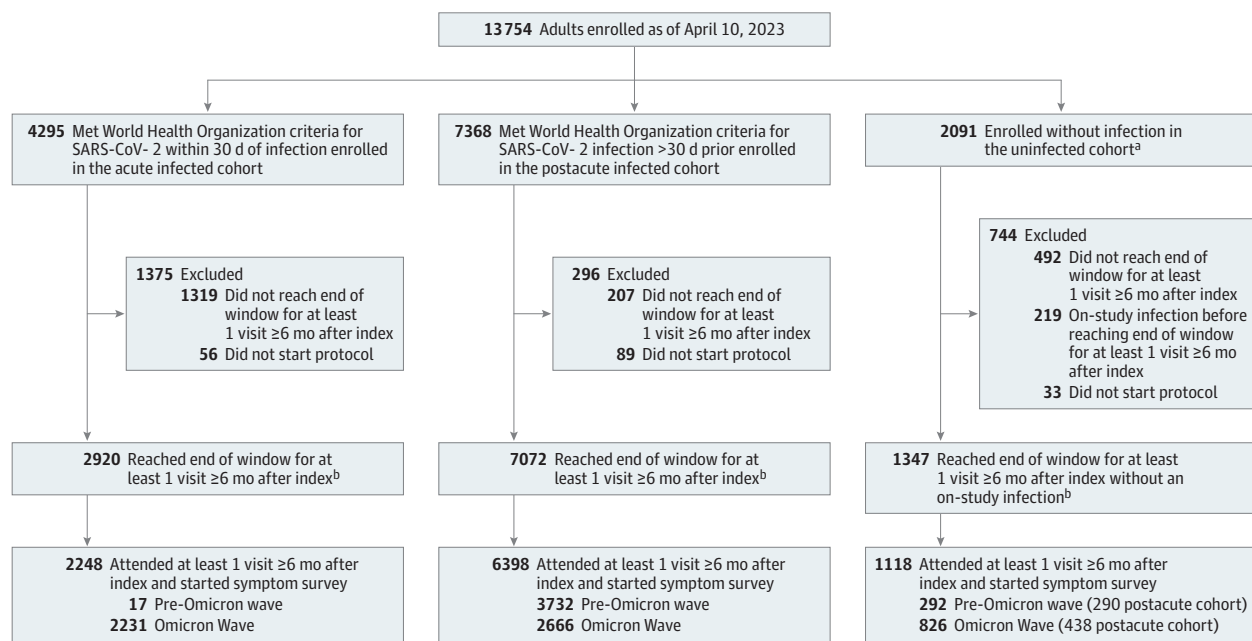 13754 Adults enrolled as of April 10, 2023
4295 Met World Health Organization criteria for
SARS-CoV- 2 within 30 d of infection enrolled
in the acute infected cohort
7368 Met World Health Organization criteria for
SARS-CoV- 2 infection >30 d prior enrolled
in the postacute infected cohort
2091 Enrolled without infection in
the uninfected cohortᵃ
1375 Excluded
1319 Did not reach end of
window for at least
1 visit ≥6 mo after index
56 Did not start protocol
296 Excluded
207 Did not reach end of
window for at least
1 visit ≥6 mo after index
89 Did not start protocol
744 Excluded
492 Did not reach end of
window for at least
1 visit ≥6 mo after index
219 On-study infection before
reaching end of window
for at least 1 visit ≥6 mo
after index
33 Did not start protocol
2920 Reached end of window for at
least 1 visit ≥6 mo after indexᵇ
7072 Reached end of window for at
least 1 visit ≥6 mo after indexᵇ
1347 Reached end of window for at least
1 visit ≥6 mo after index without an
on-study infectionᵇ
2248 Attended at least 1 visit ≥6 mo after
index and started symptom survey
17 Pre-Omicron wave
2231 Omicron Wave
6398 Attended at least 1 visit ≥6 mo after
index and started symptom survey
3732 Pre-Omicron wave
2666 Omicron Wave
1118 Attended at least 1 visit ≥6 mo after
index and started symptom survey
292 Pre-Omicron wave (290 postacute cohort)
826 Omicron Wave (438 postacute cohort)